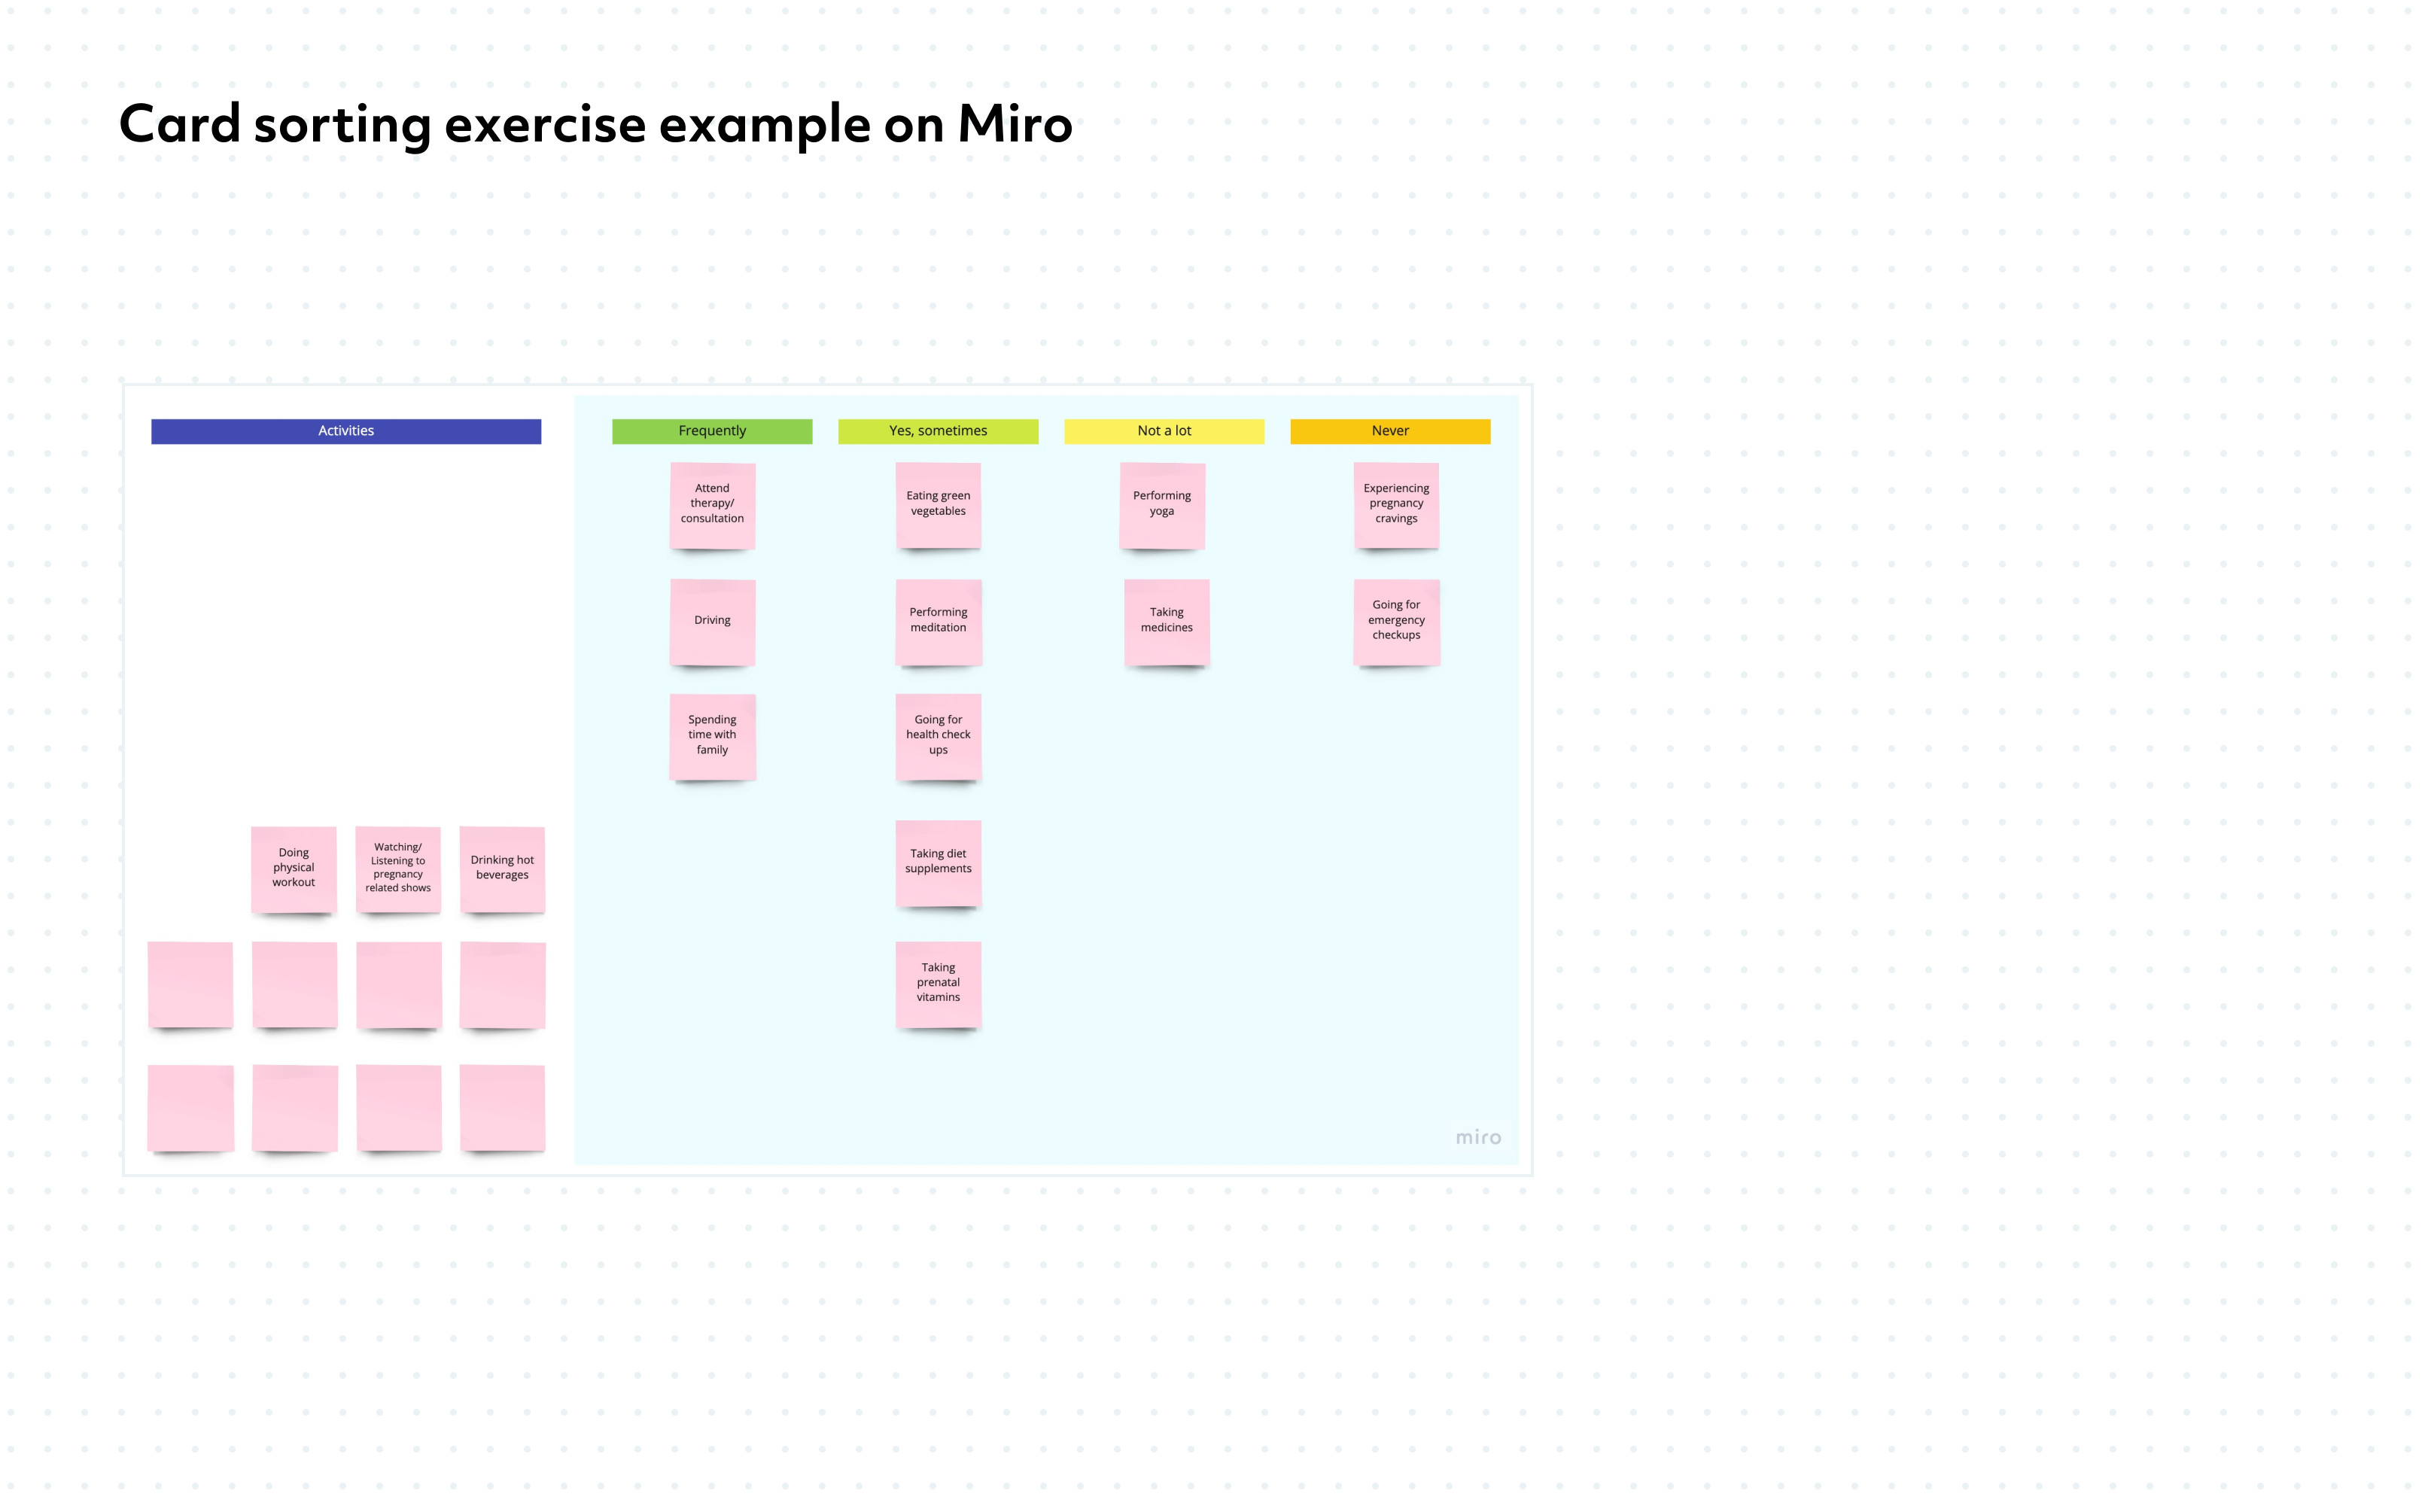 Card sorting exercise example on Miro
Activities
Frequently
Yes, sometimes
Not a lot
Never
Attend
therapy/
consultation
Eating green
vegetables
Performing
yoga
Experiencing
pregnancy
cravings
Driving
Performing
meditation
Taking
medicines
Going for
emergency
checkups
Spending
time with
family
Going for
health check
ups
Doing
physical
workout
Watching/
Listening to
pregnancy
related shows
Drinking hot
beverages
Taking diet
supplements
Taking
prenatal
vitamins
miro